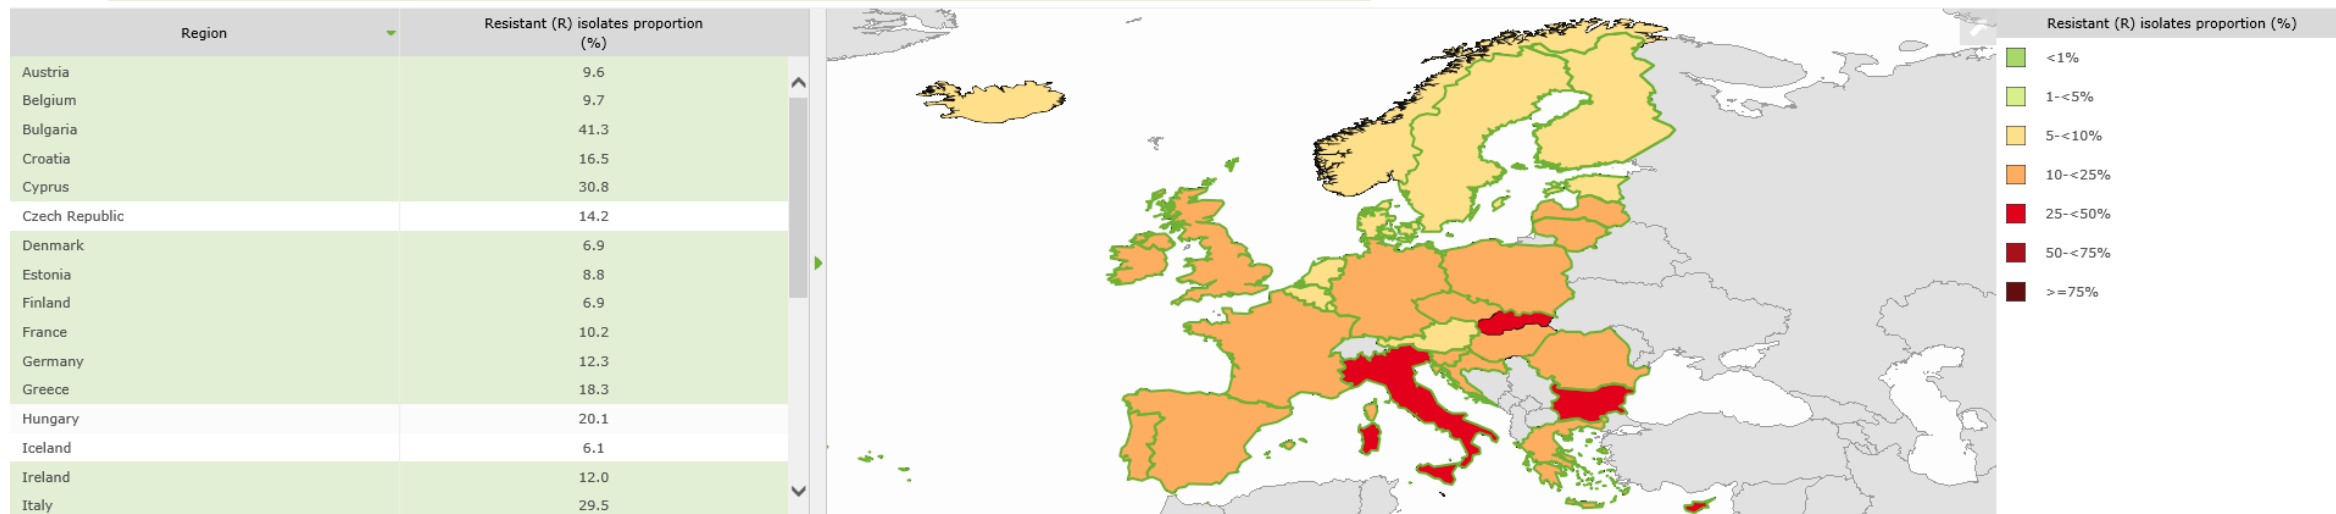 Region Resistant (R) isolates proportion
(%)
Austria 9.6
Belgium 9.7
Bulgaria 41.3
Croatia 16.5
Cyprus 30.8
Czech Republic 14.2
Denmark 6.9
Estonia 8.8
Finland 6.9
France 10.2
Germany 12.3
Greece 18.3
Hungary 20.1
Iceland 6.1
Ireland 12.0
Italy 29.5
Resistant (R) isolates proportion (%)
<1%
1-<5%
5-<10%
10-<25%
25-<50%
50-<75%
>=75%